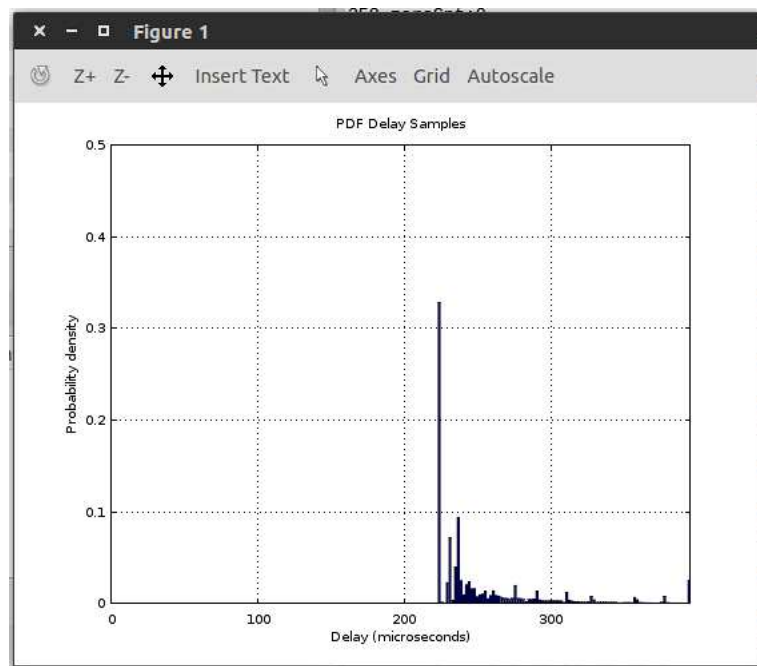 Figure 1
Z+ Z- Insert Text Axes Grid Autoscale
PDF Delay Samples
0.5
0.4
0.3
0.2
0.1
0
Probability density
0 100 200 300
Delay (microseconds)